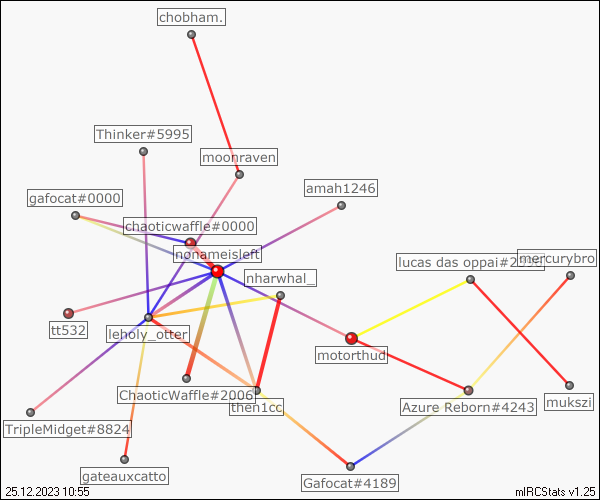 chobham.
Thinker#5995
moonraven
amah1246
gafocat#0000
chaoticwaffle#0000
nonameisleft
nharwhal_
lucas das oppai#2
mercurybro
tt532
leholy_otter
motorthud
ChaoticWaffle#2006
then1cc
Azure Reborn#4243
mukszi
TripleMidget#8824
gateauxcatto
Gafocat#4189
25.12.2023 10:55
mIRCStats v1.25